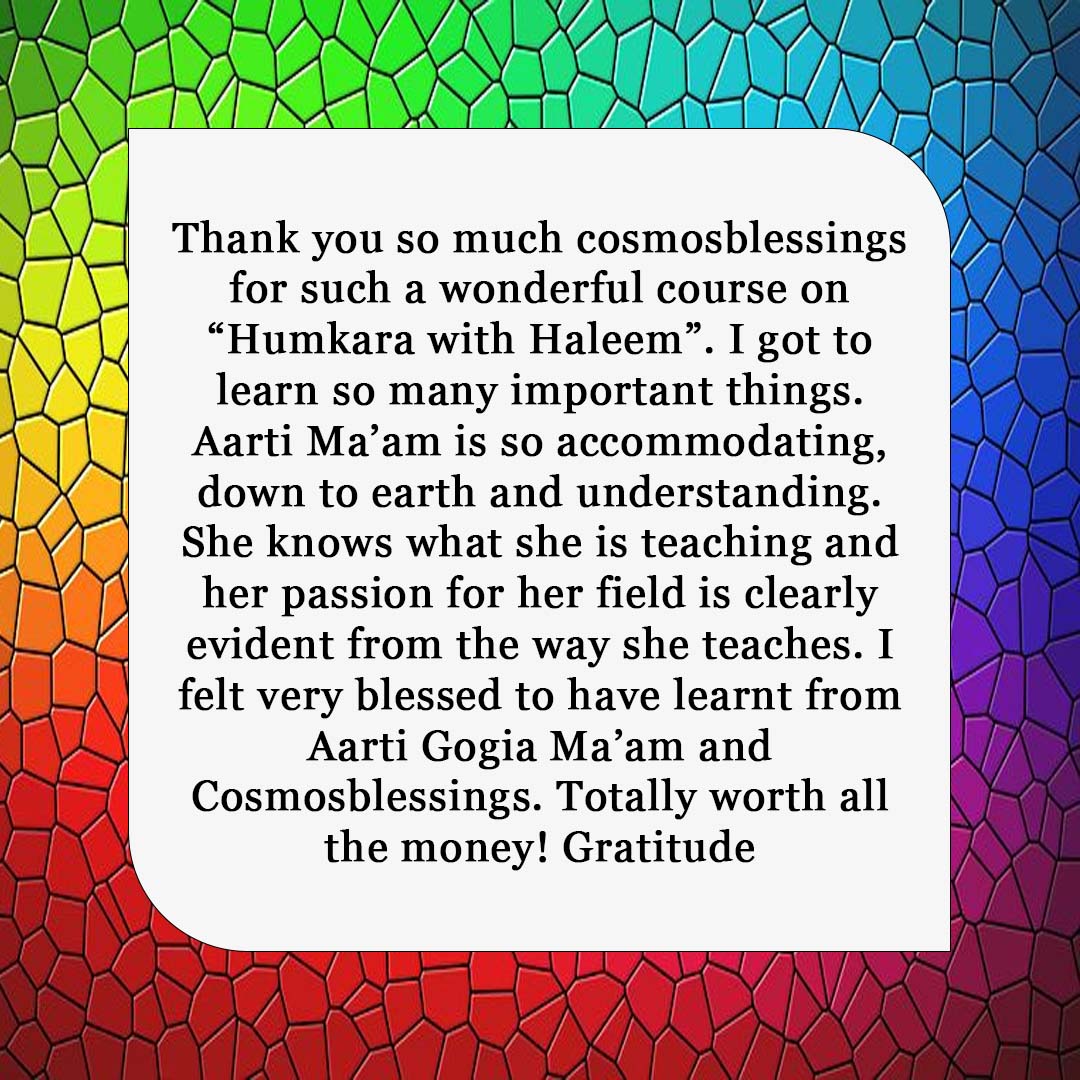 Thank you so much cosmosblessings
for such a wonderful course on
“Humkara with Haleem”. I got to
learn so many important things.
Aarti Ma’am is so accommodating,
down to earth and understanding.
She knows what she is teaching and
her passion for her field is clearly
evident from the way she teaches. I
felt very blessed to have learnt from
Aarti Gogia Ma’am and
Cosmosblessings. Totally worth all
the money! Gratitude